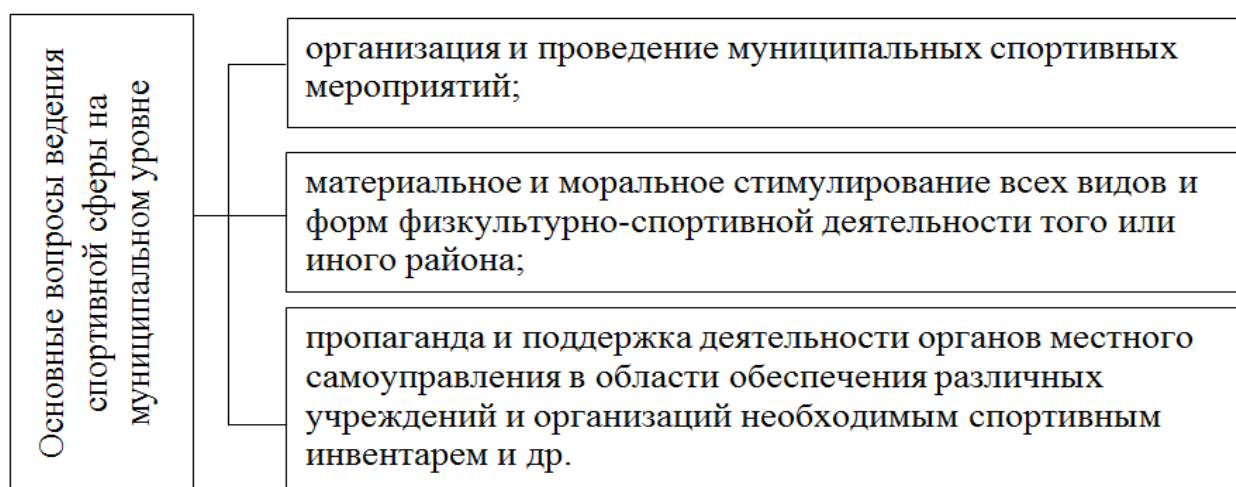 Основные вопросы ведения
спортивной сферы на
муниципальном уровне
организация и проведение муниципальных спортивных
мероприятий;
материальное и моральное стимулирование всех видов и
форм физкультурно-спортивной деятельности того или
иного района;
пропаганда и поддержка деятельности органов местного
самоуправления в области обеспечения различных
учреждений и организаций необходимым спортивным
инвентарем и др.